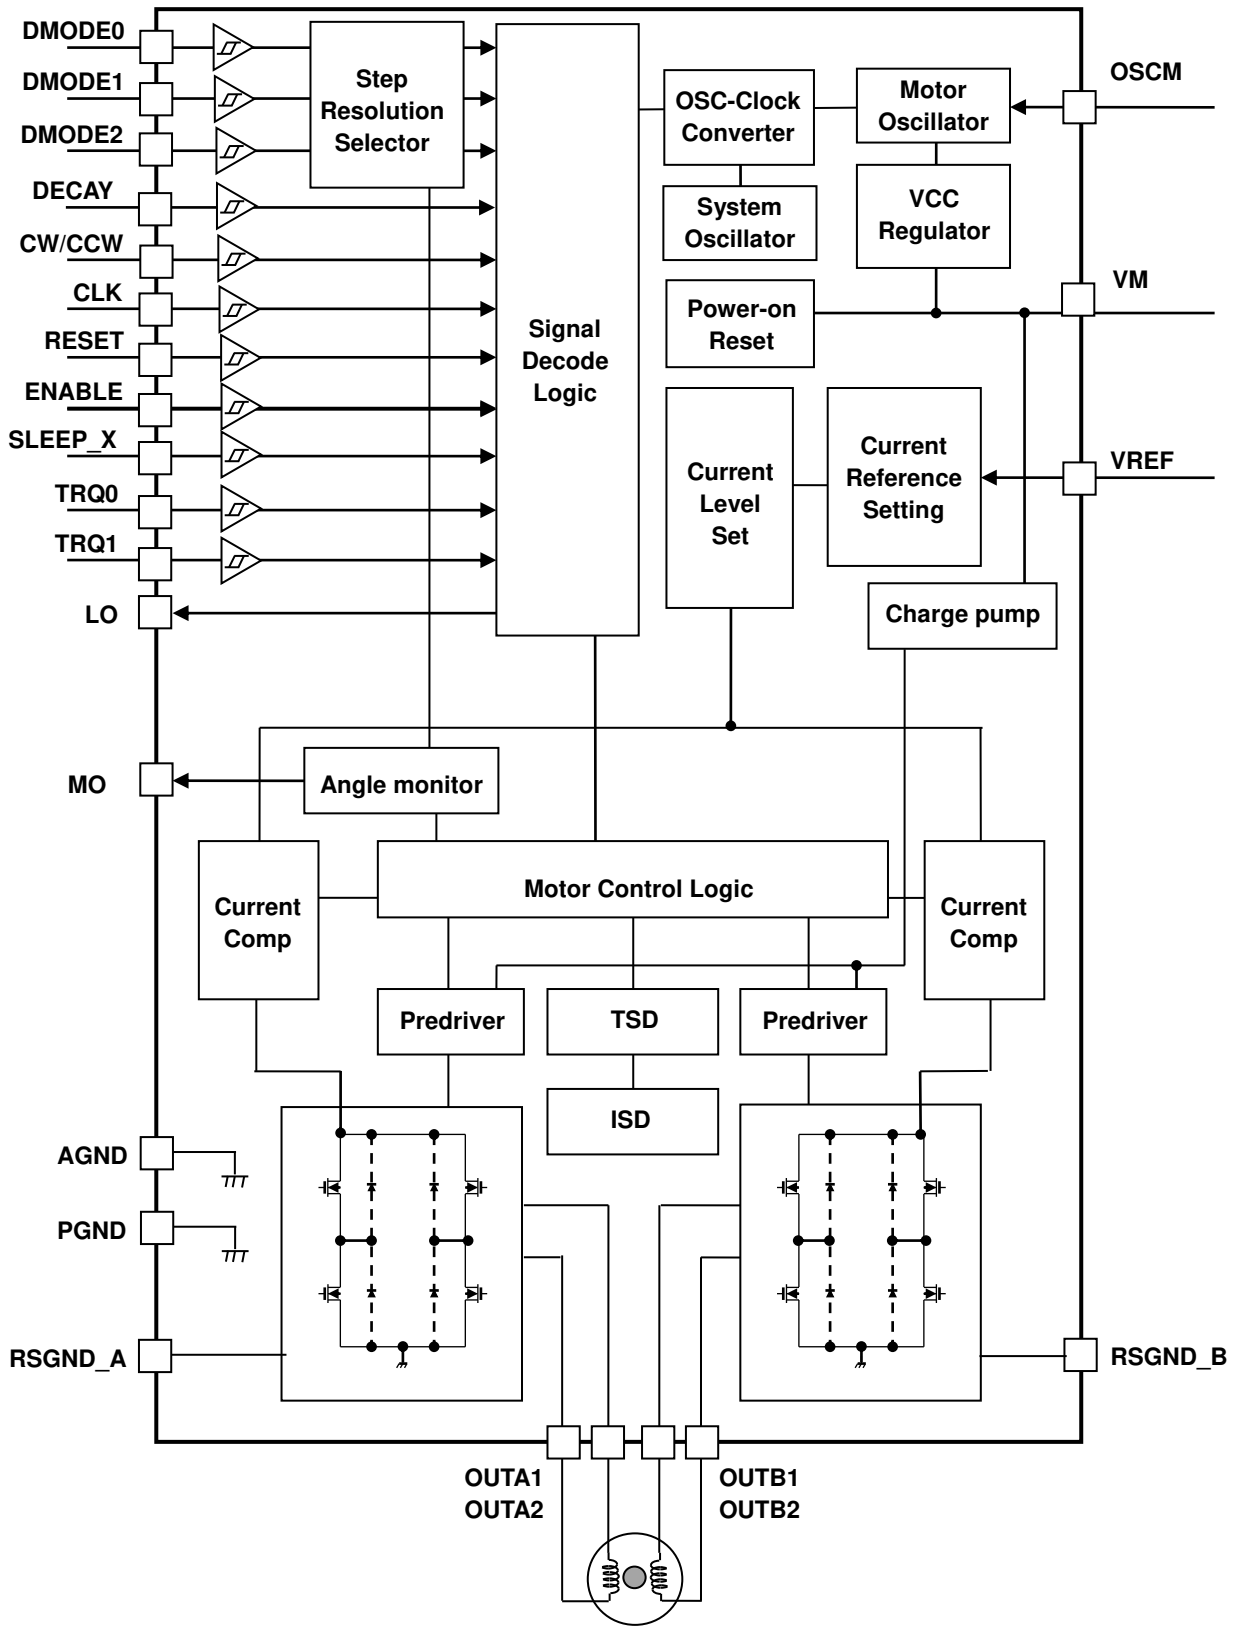 DMODE0
DMODE1
DMODE2
DECAY
CW/CCW
CLK
RESET
ENABLE
SLEEP_X
TRQ0
TRQ1
LO
MO
AGND
PGND
RSGND_A
Step
Resolution
Selector
Signal
Decode
Logic
OSC-Clock
Converter
Motor
Oscillator
OSCM
System
Oscillator
VCC
Regulator
VM
Power-on
Reset
Current
Level
Set
Current
Reference
Setting
VREF
Charge pump
Angle monitor
Current
Comp
Motor Control Logic
Current
Comp
Predriver
TSD
Predriver
ISD
RSGND_B
OUTA1
OUTA2
OUTB1
OUTB2